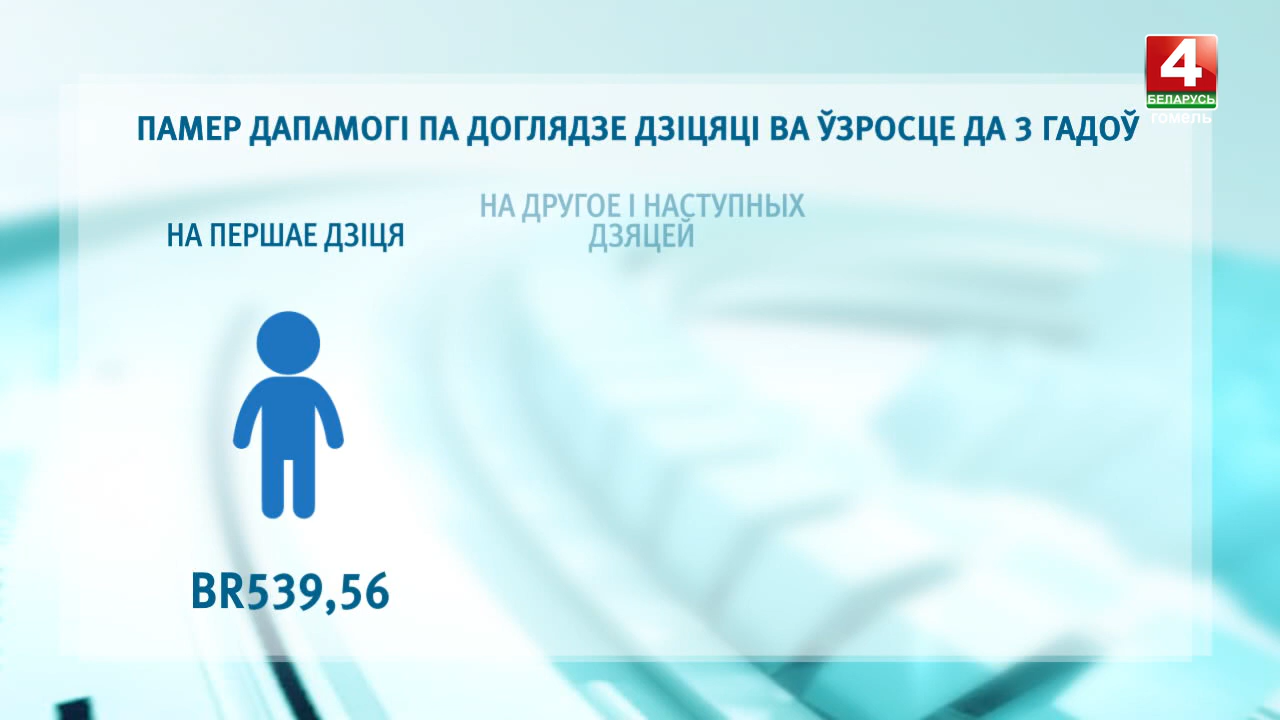 4
БЕЛАРУСЬ
гомель
ПАМЕР ДАПАМОГІ ПА ДОГЛЯДЗЕ ДЗІЦЯЦІ ВА ЎЗРОСЦЕ ДА 3 ГАДОЎ
НА ПЕРШАЕ ДЗІЦЯ
НА ДРУГОЕ І НАСТУПНЫХ
ДЗЯЦЕЙ
BR539,56